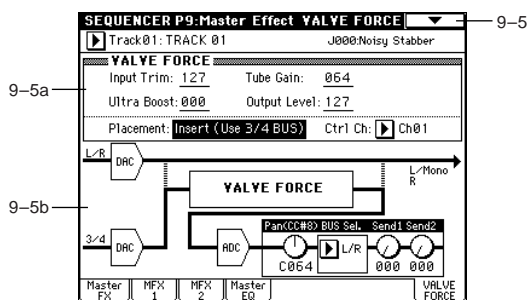 SEQUENCER P9:Master Effect VALVE FORCE
9–5
Track01: TRACK 01 J000:Noisy Stabber
VALVE FORCE
Input Trim: 127 Tube Gain: 064
9–5a
Ultra Boost: 000 Output Level: 127
Placement: Insert (Use 3/4 BUS) Ctrl Ch: Ch01
L/R DAC
L/Mono
R
VALVE FORCE
9–5b
Pan(CC#8) BUS Sel. Send1 Send2
3/4 DAC ADC L/R
C064 000 000
Master FX MFX 1 MFX 2 Master EQ VALVE FORCE